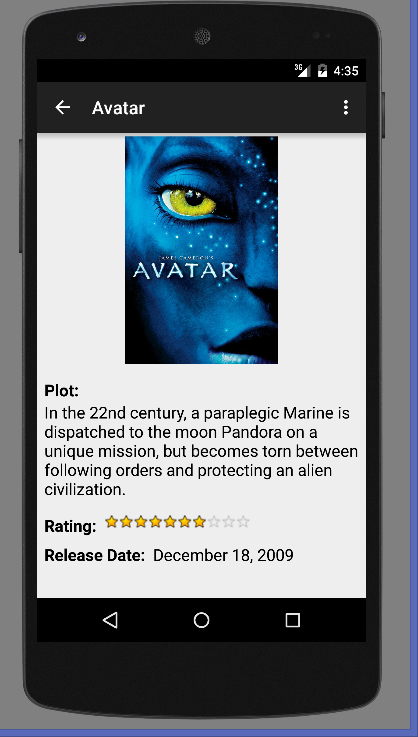 3G 4:35
Avatar
JAMES CAMERON'S
AVATAR
Plot:
In the 22nd century, a paraplegic Marine is
dispatched to the moon Pandora on a
unique mission, but becomes torn between
following orders and protecting an alien
civilization.
Rating:
Release Date: December 18, 2009